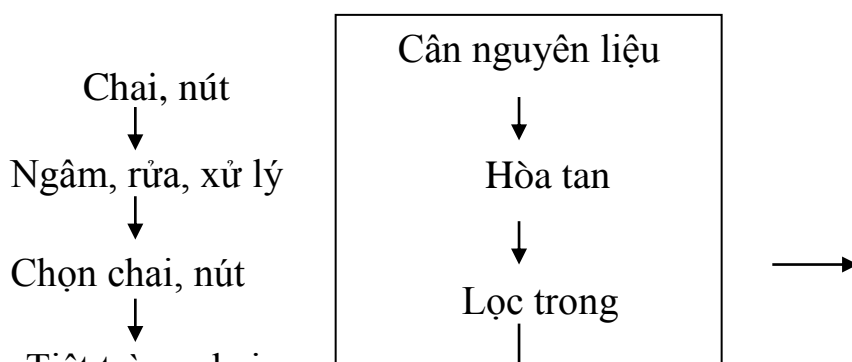 Cân nguyên liệu
Chai, nút
Ngâm, rửa, xử lý
Hòa tan
Chọn chai, nút
Lọc trong